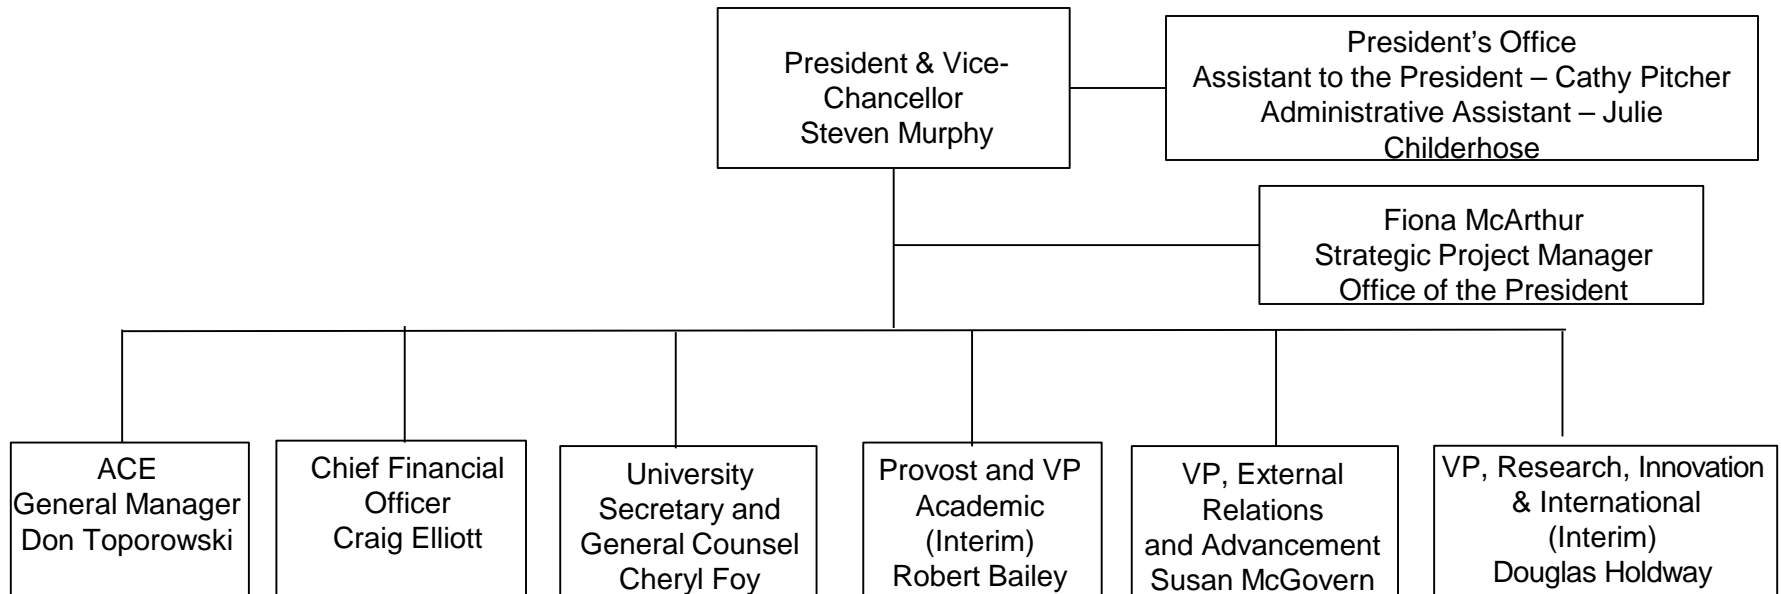 President & Vice-
Chancellor
Steven Murphy
President’s Office
Assistant to the President – Cathy Pitcher
Administrative Assistant – Julie
Childerhose
Fiona McArthur
Strategic Project Manager
Office of the President
ACE
General Manager
Don Toporowski
Chief Financial
Officer
Craig Elliott
University
Secretary and
General Counsel
Cheryl Foy
Provost and VP
Academic
(Interim)
Robert Bailey
VP, External
Relations
and Advancement
Susan McGovern
VP, Research, Innovation
& International
(Interim)
Douglas Holdway